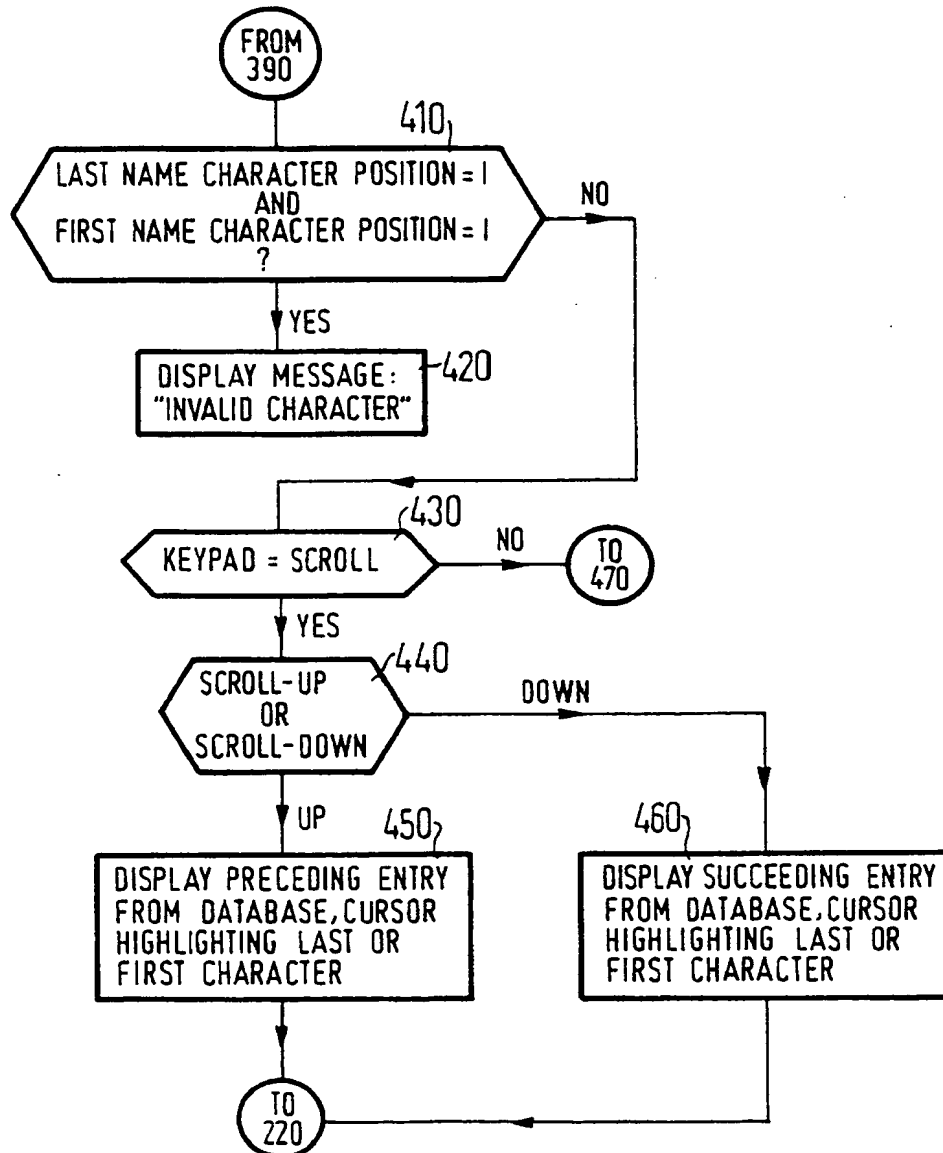 FROM
390
410
LAST NAME CHARACTER POSITION = 1
AND
FIRST NAME CHARACTER POSITION = 1
?
NO
YES
DISPLAY MESSAGE:
"INVALID CHARACTER"
420
430
KEYPAD = SCROLL
NO
TO
470
YES
440
SCROLL-UP
OR
SCROLL-DOWN
DOWN
UP
450
DISPLAY PRECEDING ENTRY
FROM DATABASE, CURSOR
HIGHLIGHTING LAST OR
FIRST CHARACTER
460
DISPLAY SUCCEEDING ENTRY
FROM DATABASE, CURSOR
HIGHLIGHTING LAST OR
FIRST CHARACTER
TO
220